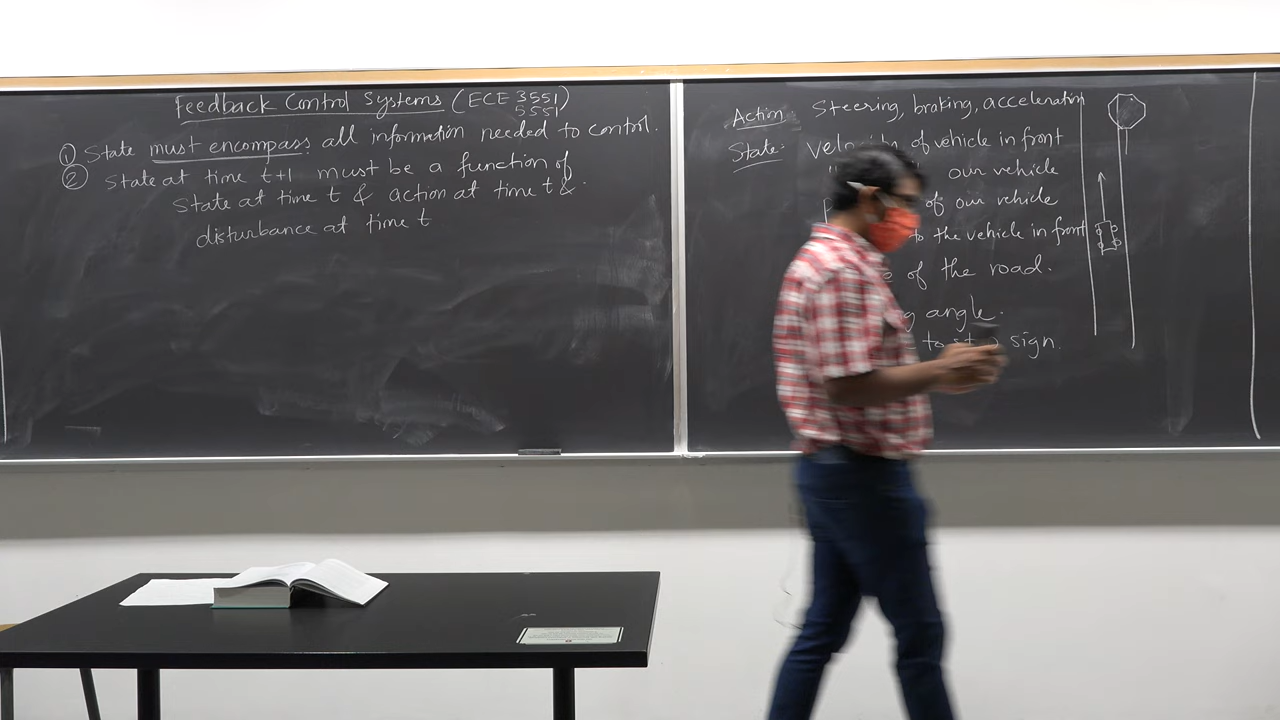 Feedback Control Systems (ECE 3551)
5551
① State must encompass all information needed to control.
② State at time t+1 must be a function of
State at time t & action at time t &
disturbance at time t
Action: Steering, braking, acceleration
State: Velocity of vehicle in front
our vehicle
of our vehicle
to the vehicle in front
of the road.
angle.
to stop sign.